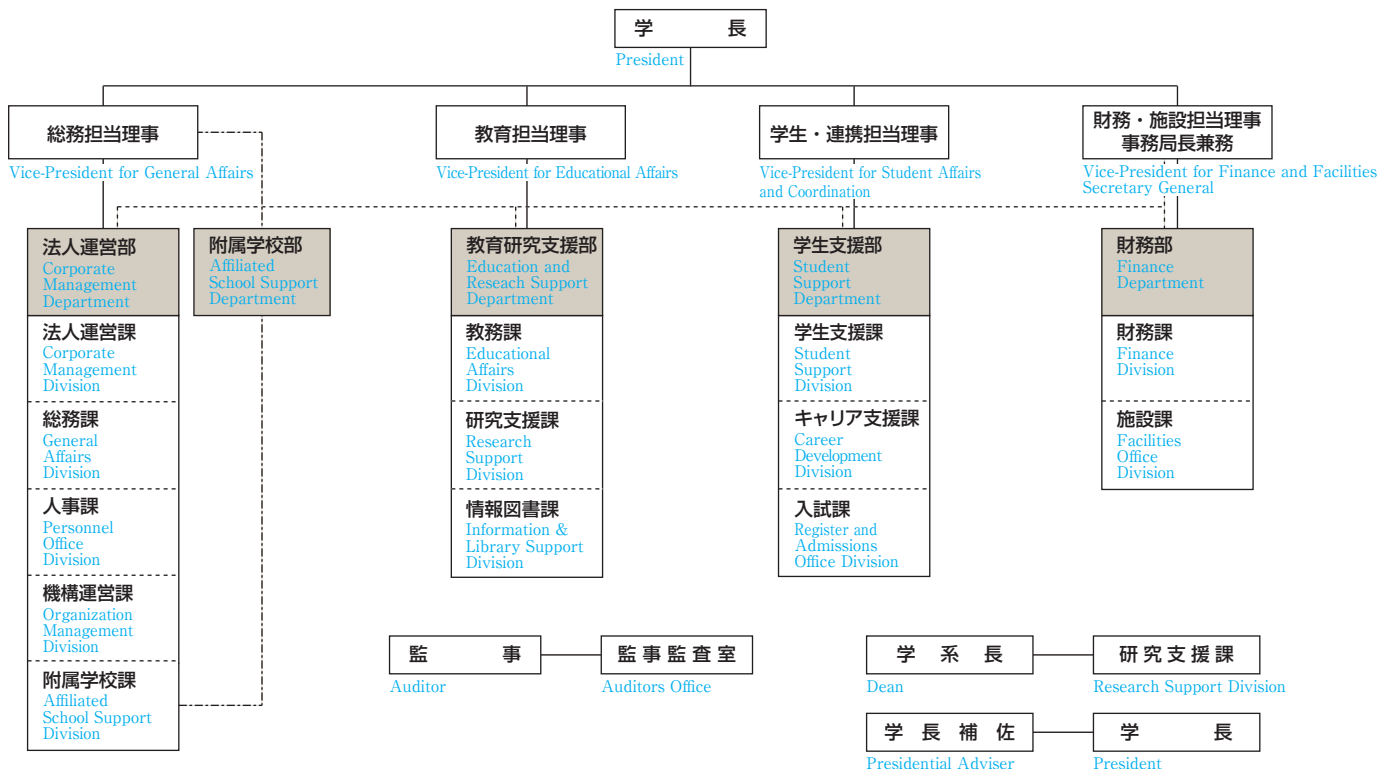 学　長
President
総務担当理事
Vice-President for General Affairs
教育担当理事
Vice-President for Educational Affairs
学生・連携担当理事
Vice-President for Student Affairs
and Coordination
財務・施設担当理事
事務局長兼務
Vice-President for Finance and Facilities
Secretary General
法人運営部
Corporate
Management
Department
法人運営課
Corporate
Management
Division
総務課
General
Affairs
Division
人事課
Personnel
Office
Division
機構運営課
Organization
Management
Division
附属学校課
Affiliated
School Support
Division
附属学校部
Affiliated
School Support
Department
教育研究支援部
Education and
Reseach Support
Department
教務課
Educational
Affairs
Division
研究支援課
Research
Support
Division
情報図書課
Information &
Library Support
Division
学生支援部
Student
Support
Department
学生支援課
Student
Support
Division
キャリア支援課
Career
Development
Division
入試課
Register and
Admissions
Office Division
財務部
Finance
Department
財務課
Finance
Division
施設課
Facilities
Office
Division
監　事
Auditor
監事監査室
Auditors Office
学系長
Dean
研究支援課
Research Support Division
学長補佐
Presidential Adviser
学　長
President